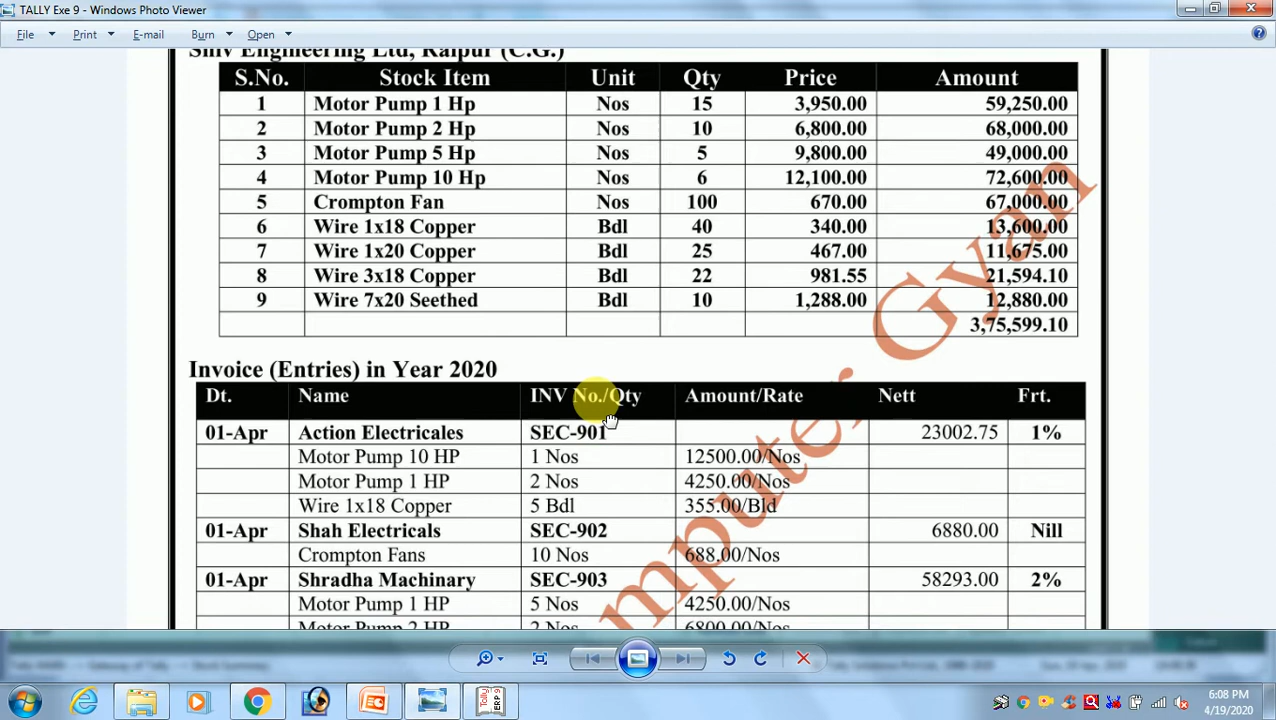 TALLY Exe 9 - Windows Photo Viewer
File Print E-mail Burn Open
Shiv Engineering Ltd, Raipur (C.G.)
S.No. Stock Item Unit Qty Price Amount
1 Motor Pump 1 Hp Nos 15 3,950.00 59,250.00
2 Motor Pump 2 Hp Nos 10 6,800.00 68,000.00
3 Motor Pump 5 Hp Nos 5 9,800.00 49,000.00
4 Motor Pump 10 Hp Nos 6 12,100.00 72,600.00
5 Crompton Fan Nos 100 670.00 67,000.00
6 Wire 1x18 Copper Bdl 40 340.00 13,600.00
7 Wire 1x20 Copper Bdl 25 467.00 11,675.00
8 Wire 3x18 Copper Bdl 22 981.55 21,594.10
9 Wire 7x20 Seethed Bdl 10 1,288.00 12,880.00
3,75,599.10
Invoice (Entries) in Year 2020
Dt. Name INV No./Qty Amount/Rate Nett Frt.
01-Apr Action Electricales SEC-901 23002.75 1%
Motor Pump 10 HP 1 Nos 12500.00/Nos
Motor Pump 1 HP 2 Nos 4250.00/Nos
Wire 1x18 Copper 5 Bdl 355.00/Bld
01-Apr Shah Electricals SEC-902 6880.00 Nill
Crompton Fans 10 Nos 688.00/Nos
01-Apr Shradha Machinary SEC-903 58293.00 2%
Motor Pump 1 HP 5 Nos 4250.00/Nos
Motor Pump 2 HP 2 Nos 6800.00/Nos
mputer Gyan
Tally ERP 9
6:08 PM
4/19/2020